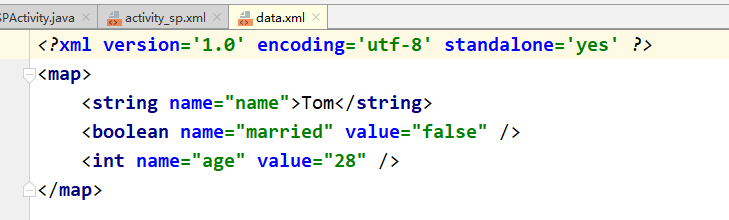 SPActivity.java × activity_sp.xml × data.xml ×
<?xml version='1.0' encoding='utf-8' standalone='yes' ?>
<map>
    <string name="name">Tom</string>
    <boolean name="married" value="false" />
    <int name="age" value="28" />
</map>